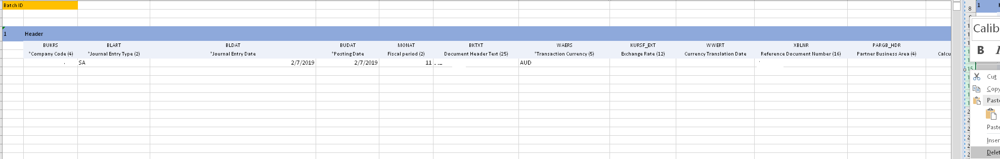 Batch ID
8 1
1 Header
Calib
BUKRS BLART BLDAT BUDAT MONAT BKTXT WAERS KURSF_EXT WWERT XBLNR PARGB_HDR
B I
*Company Code (4) *Journal Entry Type (2) *Journal Entry Date *Posting Date Fiscal period (2) Document Header Text (25) *Transaction Currency (5) Exchange Rate (12) Currency Translation Date Reference Document Number (16) Partner Business Area (4) Calcu
SA 2/7/2019 2/7/2019 11 AUD
15
Cut
Copy
Paste
Paste
Inser
Delet